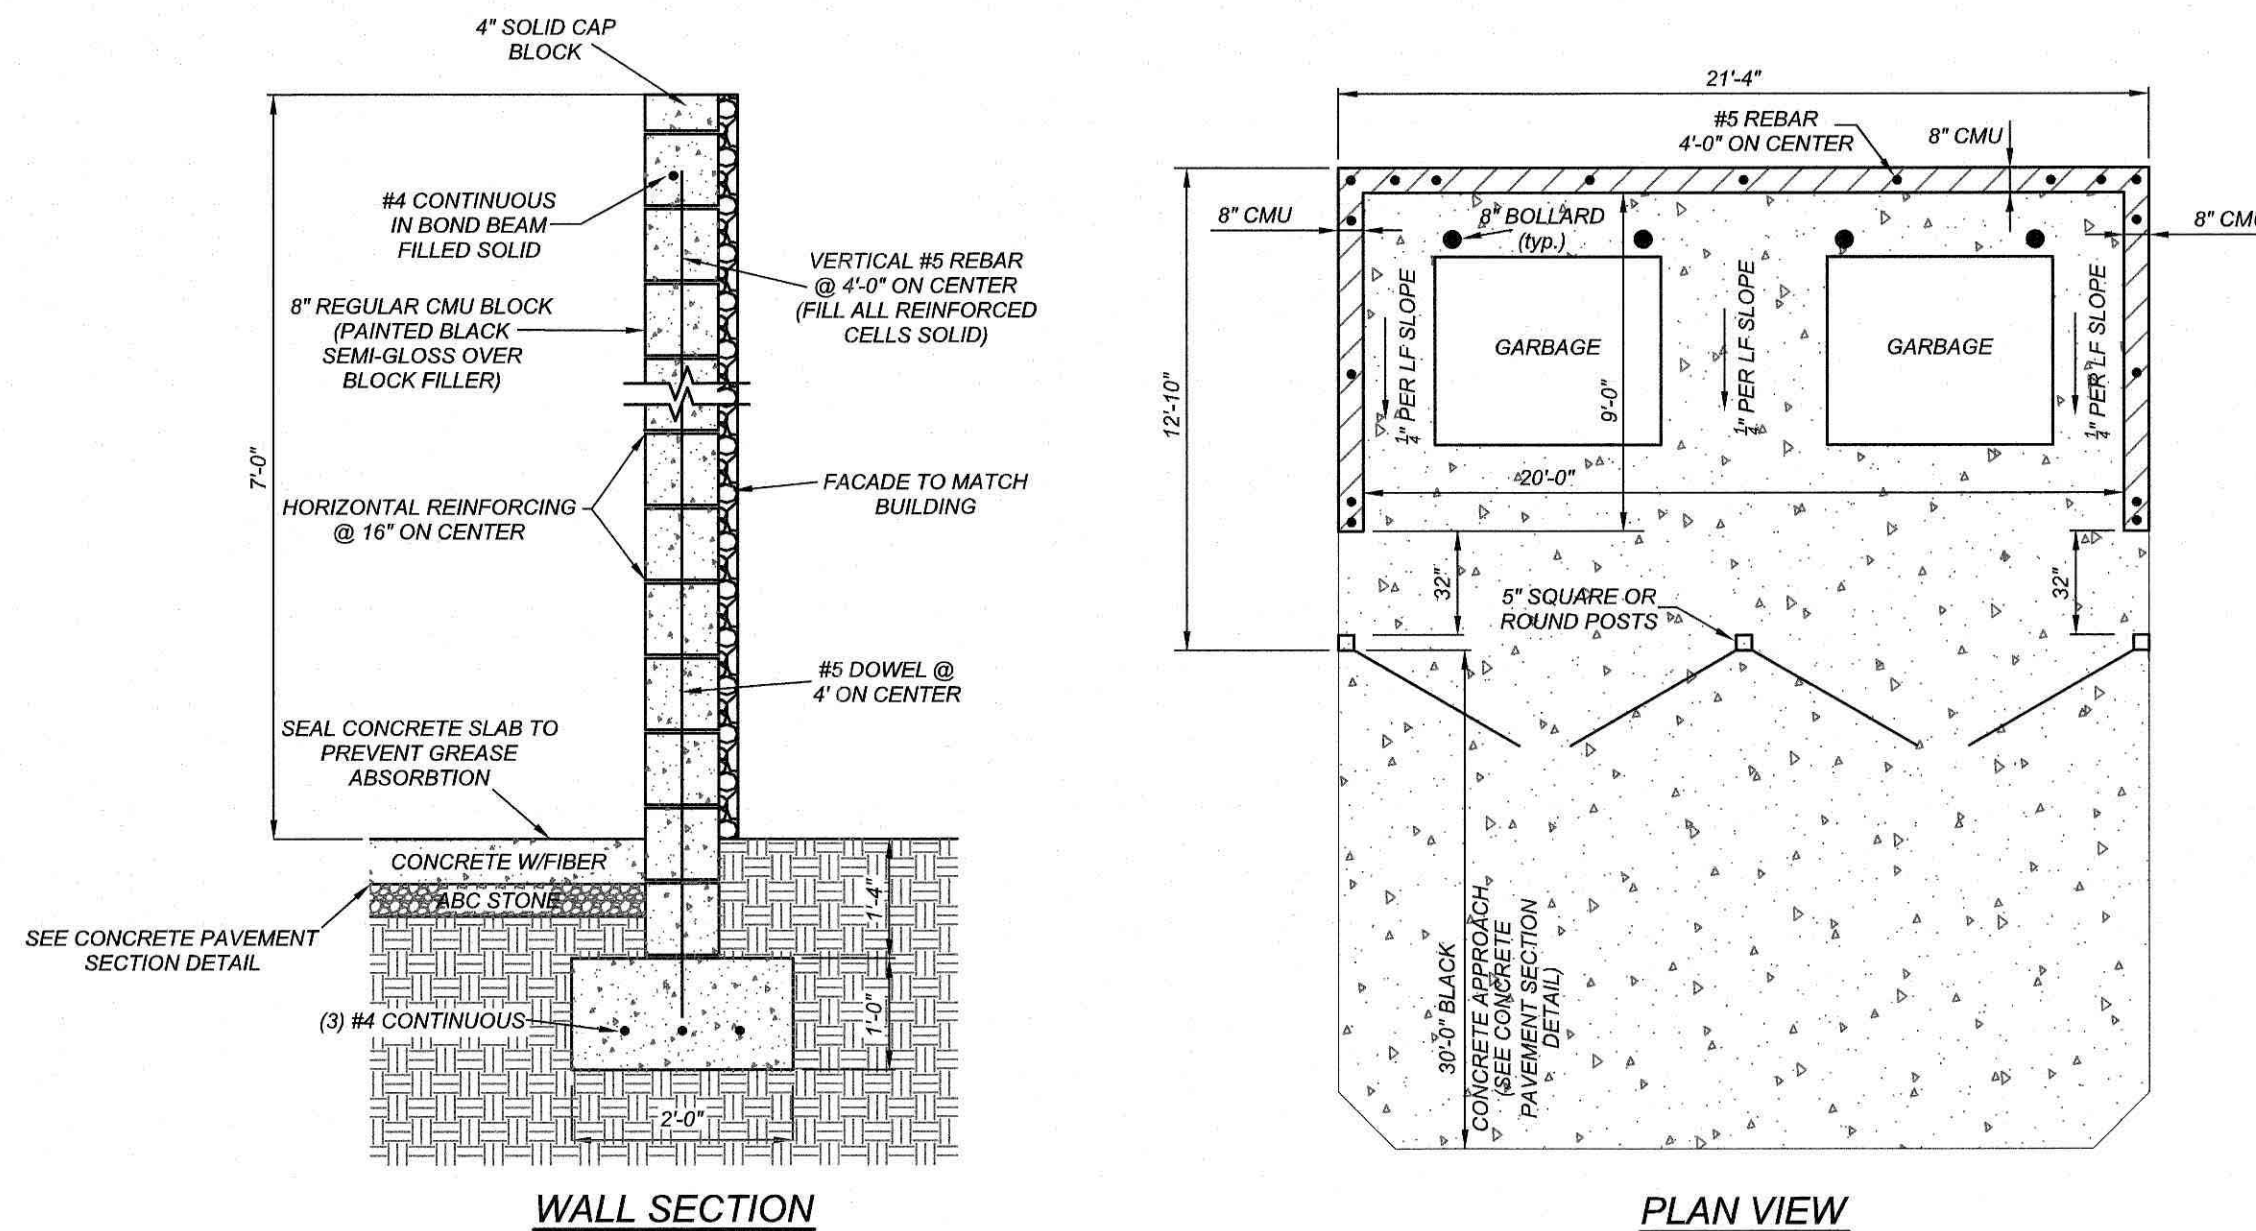 4" SOLID CAP
BLOCK
7'-0"
#4 CONTINUOUS
IN BOND BEAM
FILLED SOLID
VERTICAL #5 REBAR
@ 4'-0" ON CENTER
(FILL ALL REINFORCED
CELLS SOLID)
8" REGULAR CMU BLOCK
(PAINTED BLACK
SEMI-GLOSS OVER
BLOCK FILLER)
HORIZONTAL REINFORCING
@ 16" ON CENTER
FACADE TO MATCH
BUILDING
#5 DOWEL @
4' ON CENTER
SEAL CONCRETE SLAB TO
PREVENT GREASE
ABSORBTION
CONCRETE W/FIBER
ABC STONE
SEE CONCRETE PAVEMENT
SECTION DETAIL
1'-4"
(3) #4 CONTINUOUS
1'-0"
2'-0"
WALL SECTION
21'-4"
#5 REBAR
4'-0" ON CENTER
8" CMU
8" CMU
8" CMU
8" BOLLARD
(typ.)
12'-10"
1/4" PER LF SLOPE
GARBAGE
9'-0"
1/4" PER LF SLOPE
GARBAGE
1/4" PER LF SLOPE
20'-0"
32"
32"
5" SQUARE OR
ROUND POSTS
30'-0" BLACK
CONCRETE APPROACH
(SEE CONCRETE
PAVEMENT SECTION
DETAIL)
PLAN VIEW